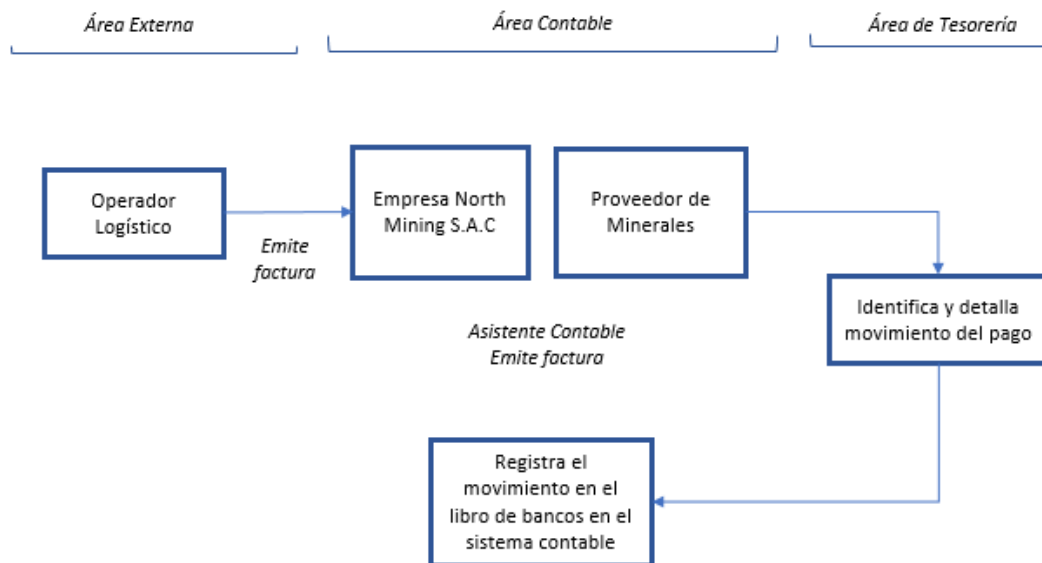 Área Externa
Área Contable
Área de Tesorería
Operador
Logístico
Emite
factura
Empresa North
Mining S.A.C
Proveedor de
Minerales
Asistente Contable
Emite factura
Identifica y detalla
movimiento del pago
Registra el
movimiento en el
libro de bancos en el
sistema contable